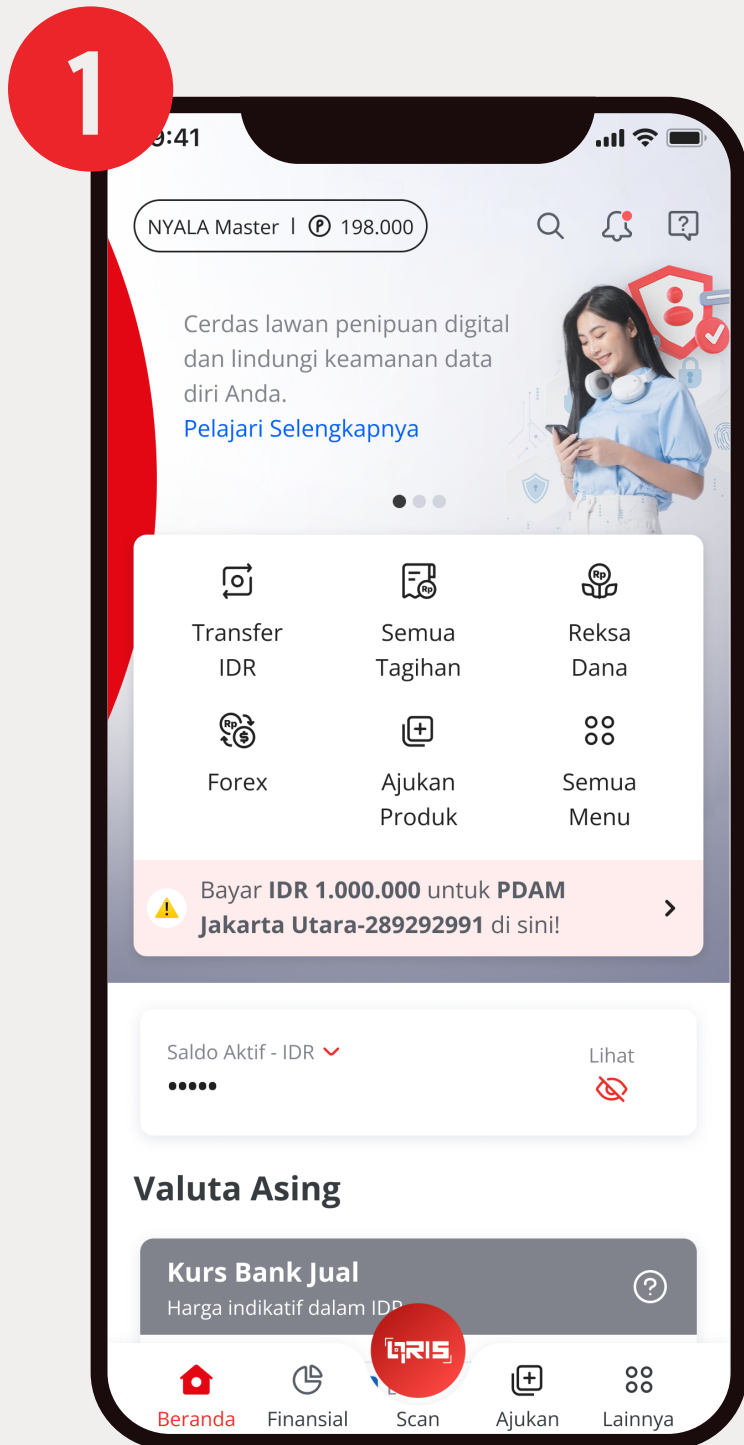 1
9:41
NYALA Master | P 198.000
Cerdas lawan penipuan digital
dan lindungi keamanan data
diri Anda.
Pelajari Selengkapnya
Transfer
IDR
Semua
Tagihan
Reksa
Dana
Forex
Ajukan
Produk
Semua
Menu
Bayar IDR 1.000.000 untuk PDAM
Jakarta Utara-289292991 di sini!
Saldo Aktif - IDR
•••••
Lihat
Valuta Asing
Kurs Bank Jual
Harga indikatif dalam IDR
QRIS
Beranda
Finansial
Scan
Ajukan
Lainnya